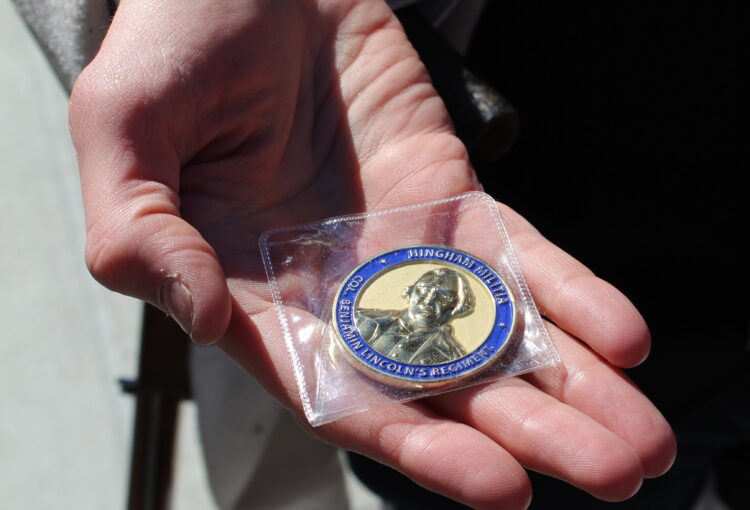 HINGHAM MILITIA
COL. BENJAMIN LINCOLN'S REGIMENT